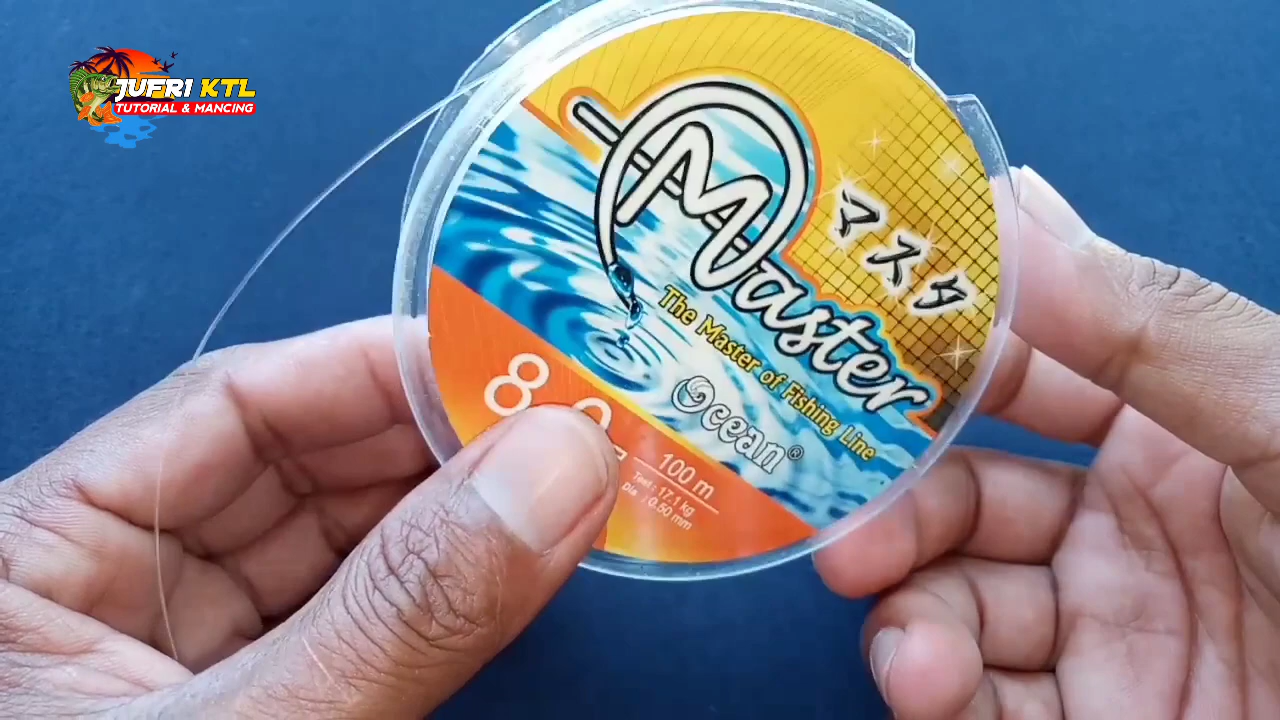 JUFRI KTL
TUTORIAL & MANCING
Master
マスタ
The Master of Fishing Line
Ocean®
8
100 m
Test : 17,1 kg
Dia : 0.50 mm